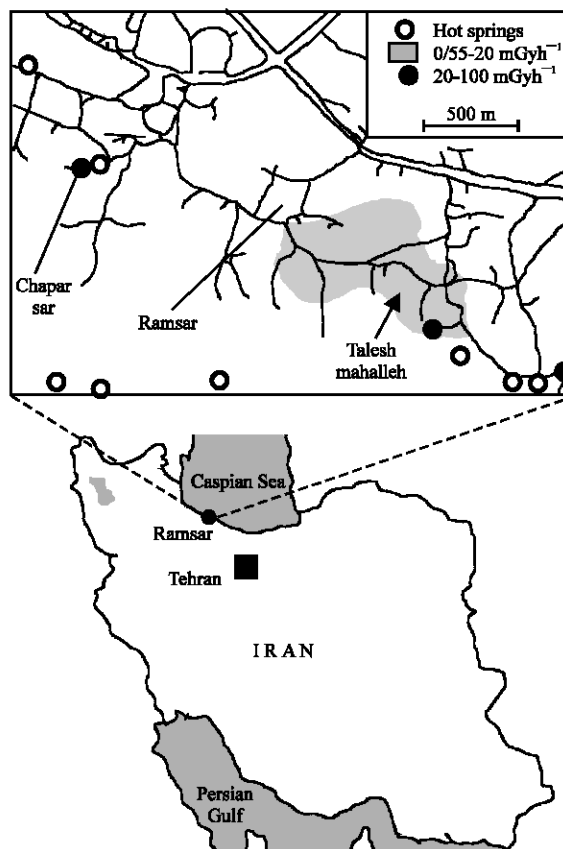 Hot springs
0/55-20 mGyh⁻¹
20-100 mGyh⁻¹
500 m
Chapar
sar
Ramsar
Talesh
mahalleh
Caspian Sea
Ramsar
Tehran
I R A N
Persian
Gulf